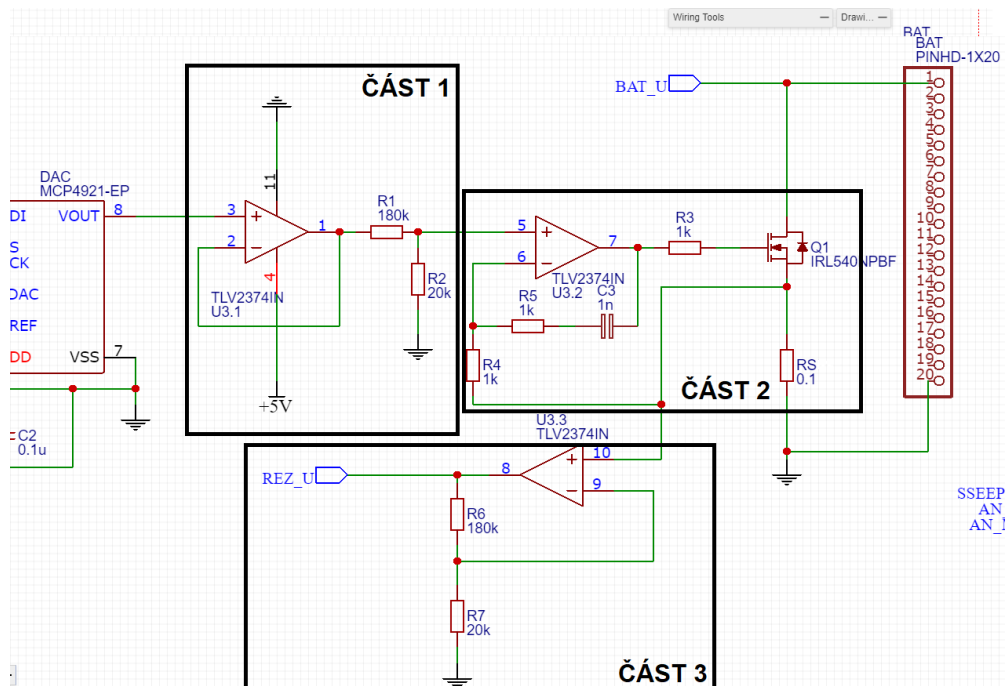 Wiring Tools
Drawi...
BAT
BAT
PINHD-1X20
ČÁST 1
BAT_U
1
2
3
4
5
6
7
8
9
10
11
12
13
14
15
16
17
18
19
20
11
DAC
MCP4921-EP
DI
VOUT
8
S
CK
DAC
REF
DD
VSS
7
3
2
1
4
TLV2374IN
U3.1
+5V
R1
180k
R2
20k
5
6
7
TLV2374IN
U3.2
R3
1k
Q1
IRL540NPBF
R5
1k
C3
1n
R4
1k
RS
0.1
ČÁST 2
C2
0.1u
U3.3
TLV2374IN
10
9
8
REZ_U
R6
180k
R7
20k
ČÁST 3
SSEEP
AN_